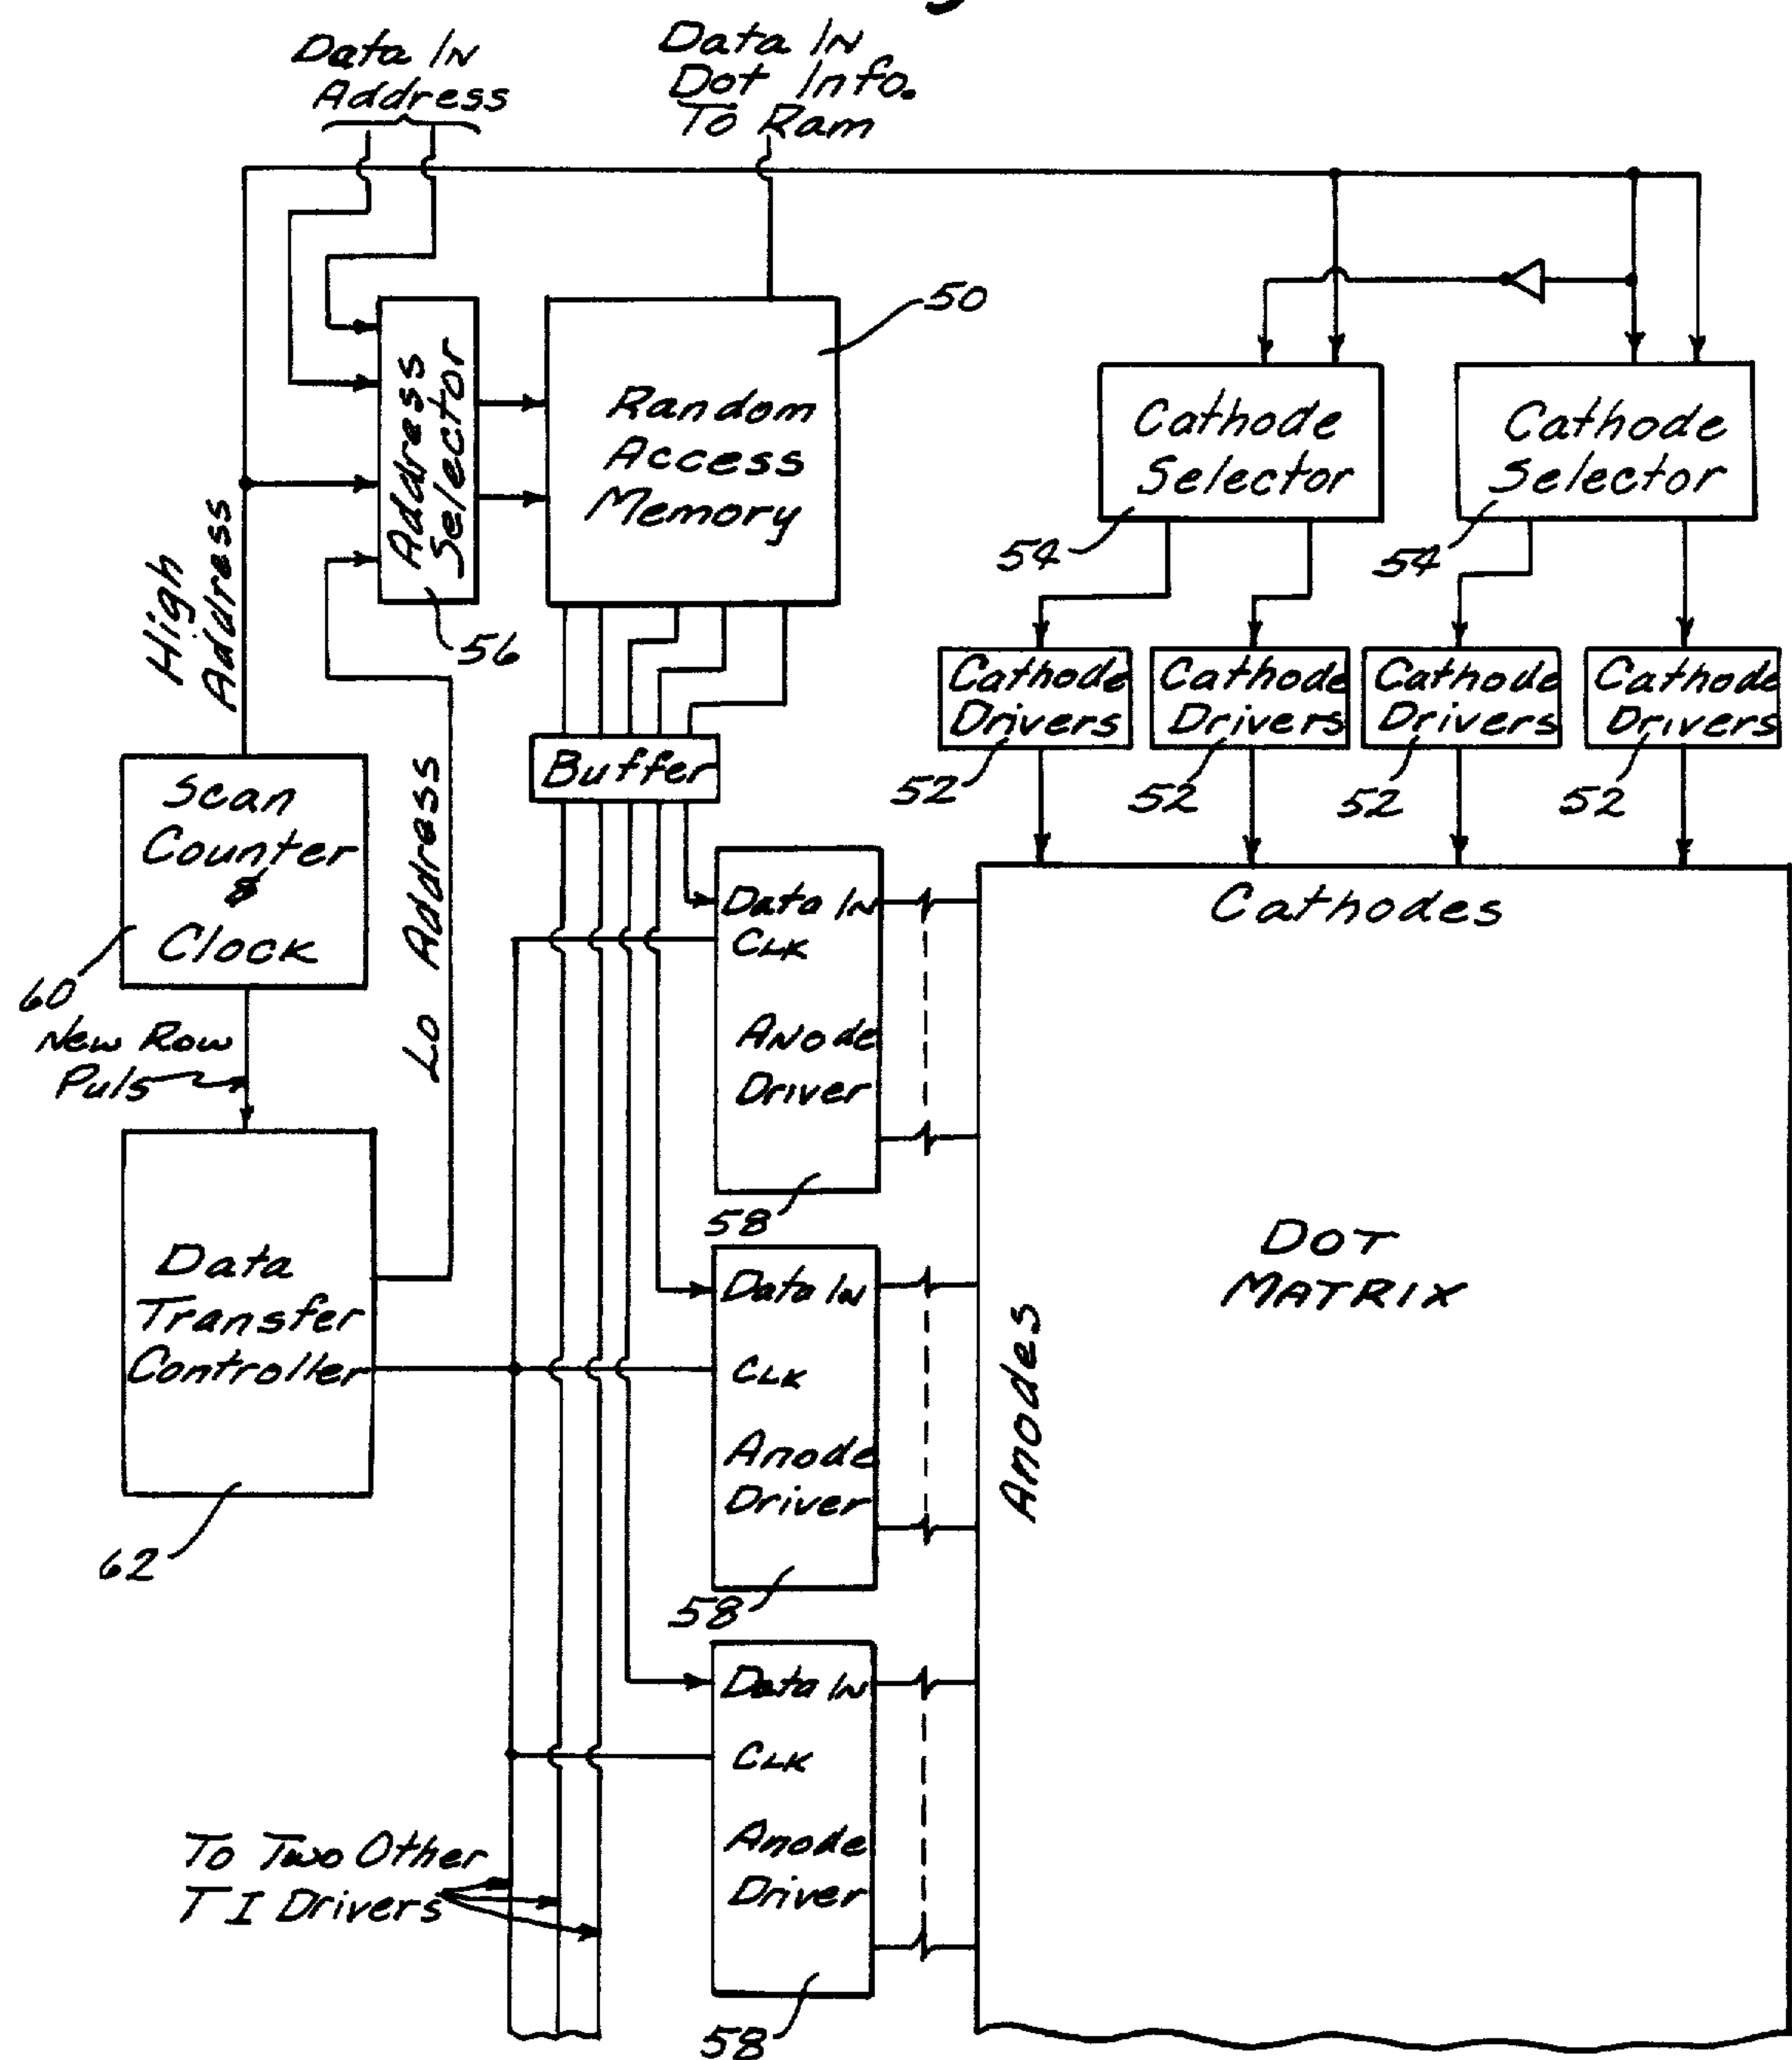 Data In
Address
Data In
Dot Info.
To Ram
50
Address
Selector
56
Random
Access
Memory
Cathode
Selector
54
Cathode
Selector
54
High
Address
Cathode
Drivers
52
Cathode
Drivers
52
Cathode
Drivers
52
Cathode
Drivers
52
Buffer
Scan
Counter
&
Clock
60
Lo Address
New Row
Puls
Data In
CLK
Anode
Driver
58
Cathodes
Anodes
DOT
MATRIX
Data
Transfer
Controller
62
Data In
CLK
Anode
Driver
58
Data In
CLK
Anode
Driver
58
To Two Other
TI Drivers